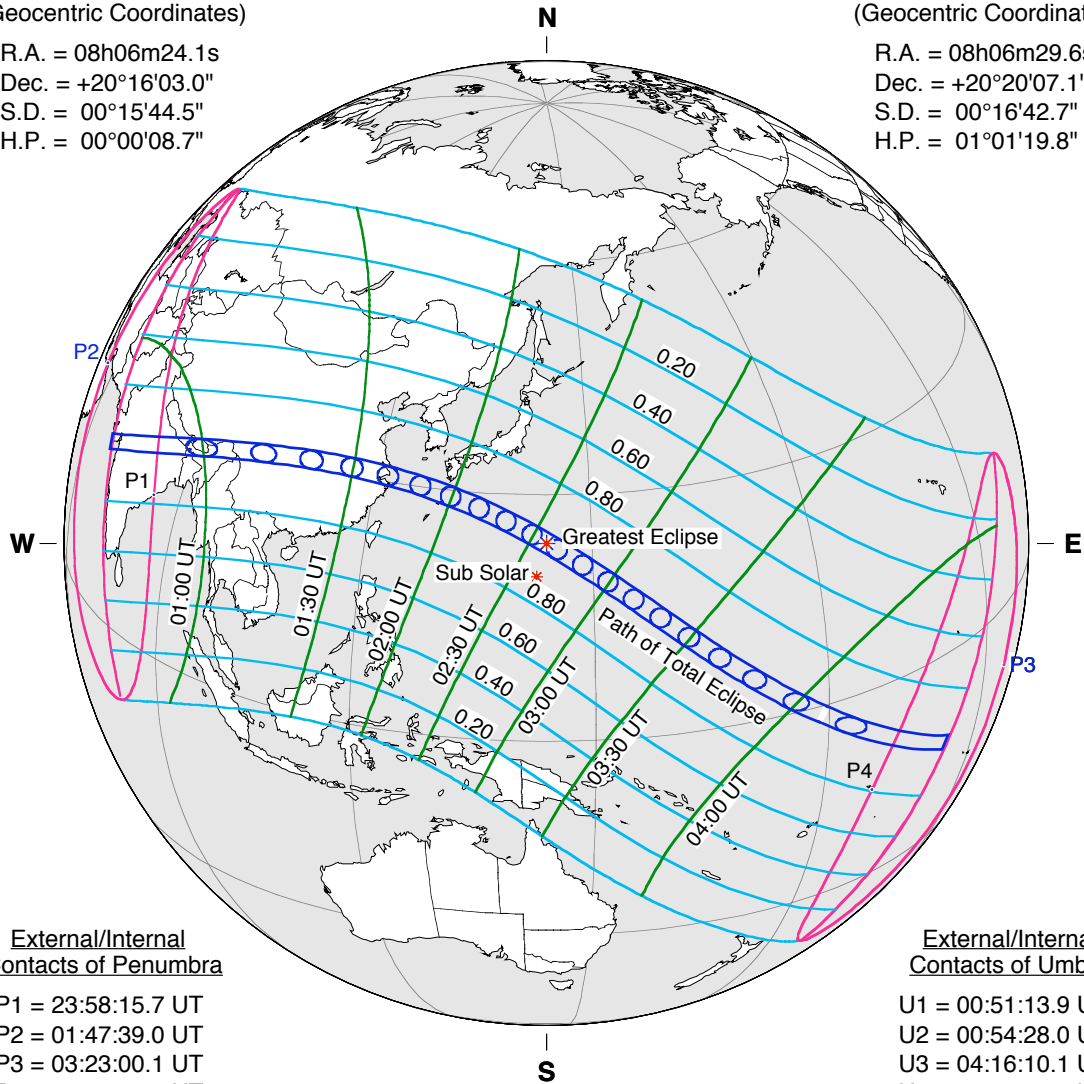 N
Geocentric Coordinates)
R.A. = 08h06m24.1s
Dec. = +20°16'03.0"
S.D. = 00°15'44.5"
H.P. = 00°00'08.7"
(Geocentric Coordinat
R.A. = 08h06m29.6s
Dec. = +20°20'07.1"
S.D. = 00°16'42.7"
H.P. = 01°01'19.8"
P2
0.20
0.40
0.60
0.80
P1
W
E
Greatest Eclipse
Sub Solar
0.80
0.60
0.40
0.20
Path of Total Eclipse
01:00 UT
01:30 UT
02:00 UT
02:30 UT
03:00 UT
03:30 UT
04:00 UT
P3
P4
External/Internal
Contacts of Penumbra
P1 = 23:58:15.7 UT
P2 = 01:47:39.0 UT
P3 = 03:23:00.1 UT
External/Interna
Contacts of Umb
U1 = 00:51:13.9 U
U2 = 00:54:28.0 U
U3 = 04:16:10.1 U
S